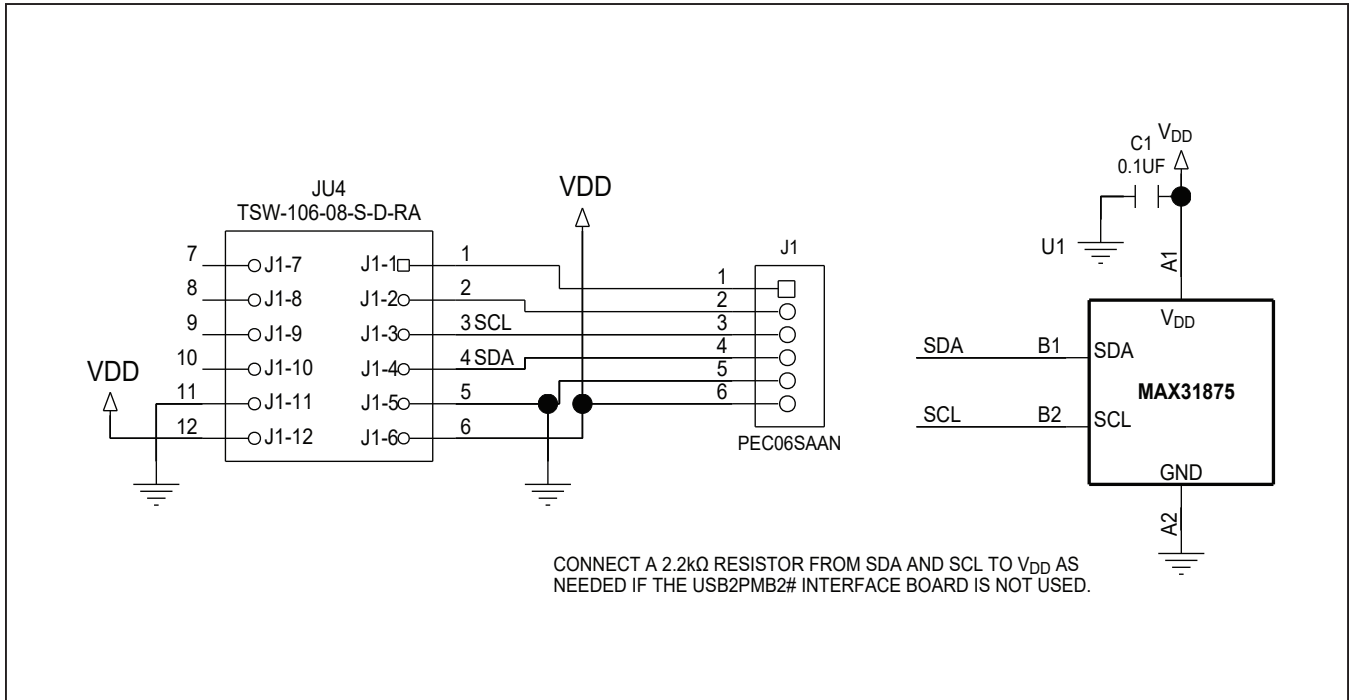 JU4
TSW-106-08-S-D-RA
7 J1-7 J1-1 1
8 J1-8 J1-2 2
9 J1-9 J1-3 3 SCL
10 J1-10 J1-4 4 SDA
11 J1-11 J1-5 5
12 J1-12 J1-6 6
VDD
VDD
J1
1
2
3
4
5
6
PEC06SAAN
C1
0.1UF
VDD
U1
A1
VDD
SDA B1 SDA
MAX31875
SCL B2 SCL
GND
A2
CONNECT A 2.2kΩ RESISTOR FROM SDA AND SCL TO VDD AS
NEEDED IF THE USB2PMB2# INTERFACE BOARD IS NOT USED.